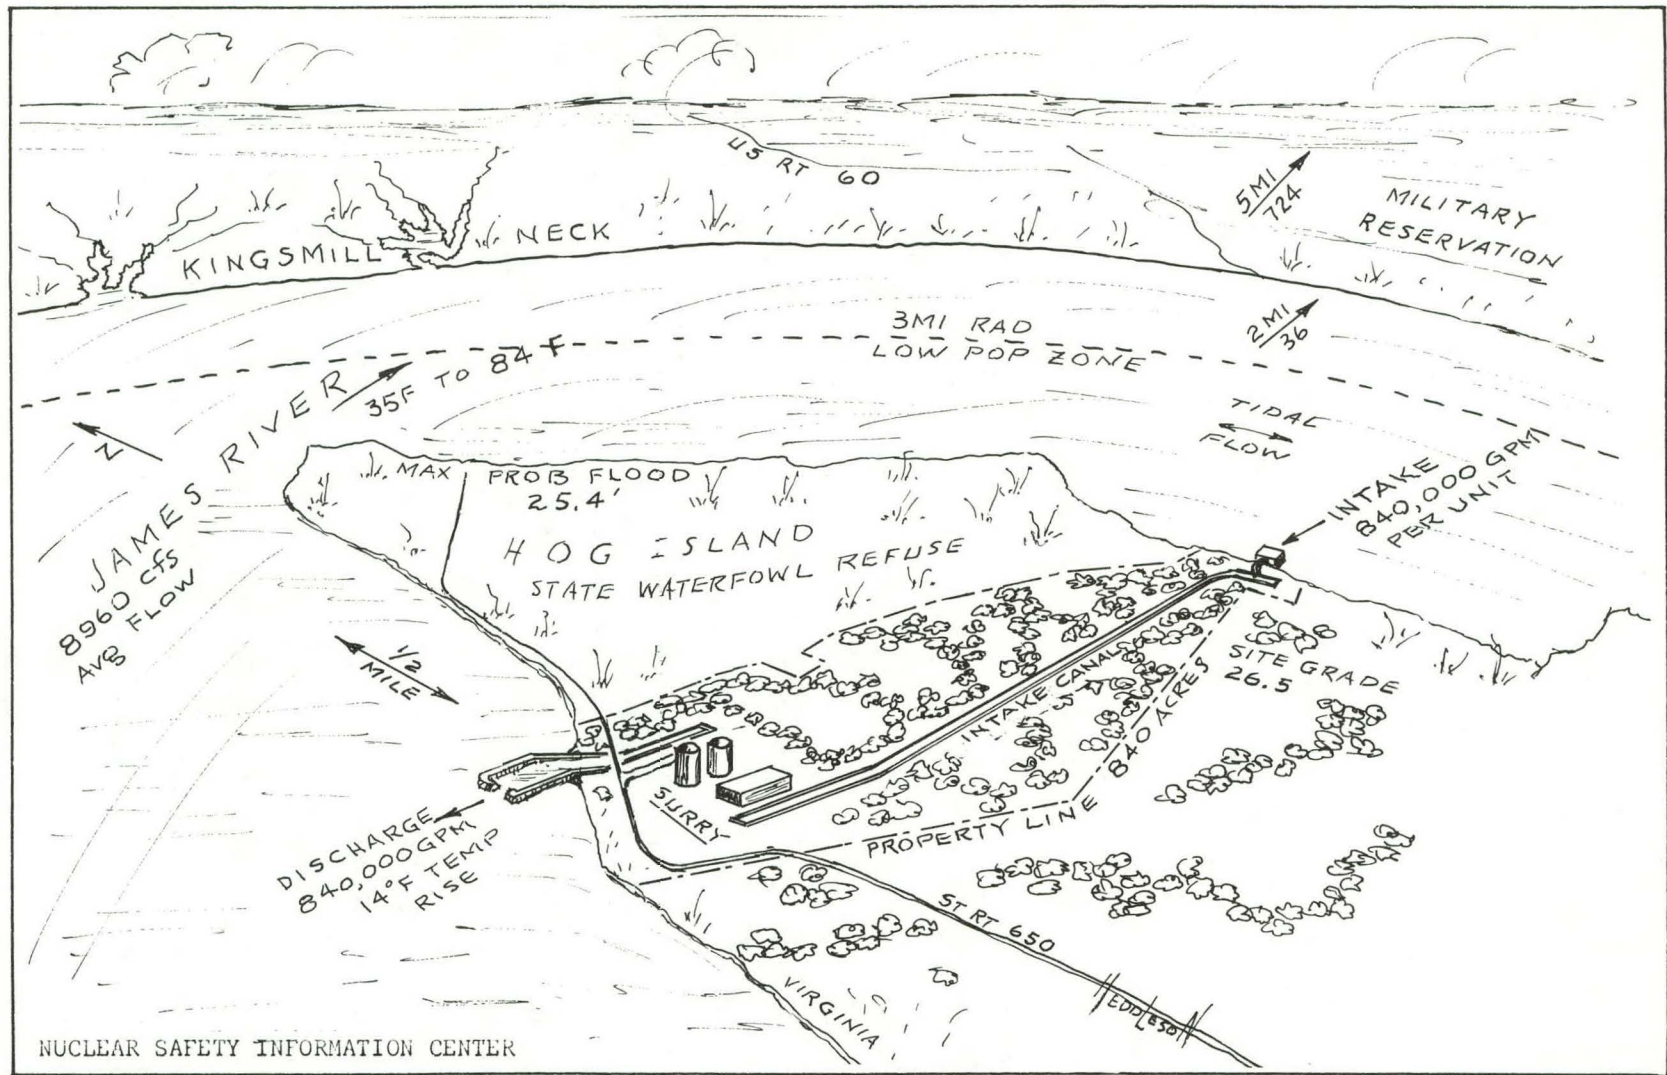 US RT 60
5MI
724
MILITARY
RESERVATION
KINGSMILL NECK
2MI
36
3MI RAD
LOW POP ZONE
35F TO 84 F
JAMES RIVER
8960 cfs
AVG FLOW
N
TIDAL
FLOW
INTAKE
840,000 GPM
PER UNIT
MAX PROB FLOOD
25.4'
HOG ISLAND
STATE WATERFOWL REFUSE
1/2
MILE
SITE GRADE
26.5
INTAKE CANAL
840 ACRES
PROPERTY LINE
SURRY
DISCHARGE
840,000 GPM
14°F TEMP
RISE
ST RT 650
VIRGINIA
HEDDLESON
NUCLEAR SAFETY INFORMATION CENTER